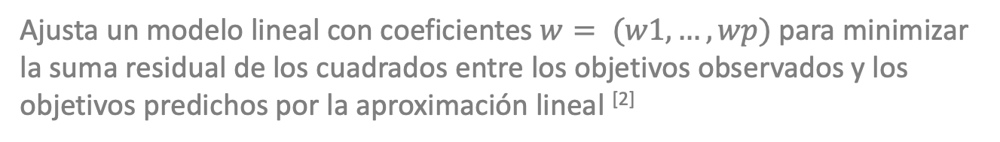 Ajusta un modelo lineal con coeficientes w = (w1, ... , wp) para minimizar
la suma residual de los cuadrados entre los objetivos observados y los
objetivos predichos por la aproximación lineal [2]